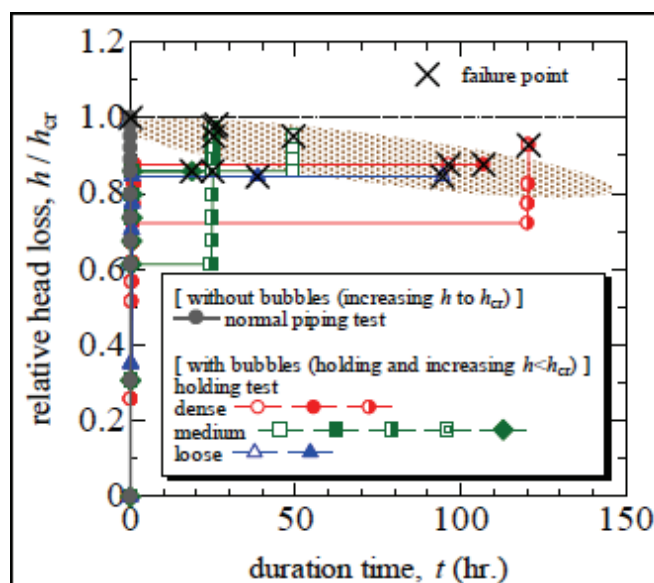 1.2
failure point
1.0
0.8
0.6
0.4
0.2
0
relative head loss, h / hcr
[ without bubbles (increasing h to hcr) ]
normal piping test
[ with bubbles (holding and increasing h<hcr) ]
holding test
dense
medium
loose
0 50 100 150
duration time, t (hr.)